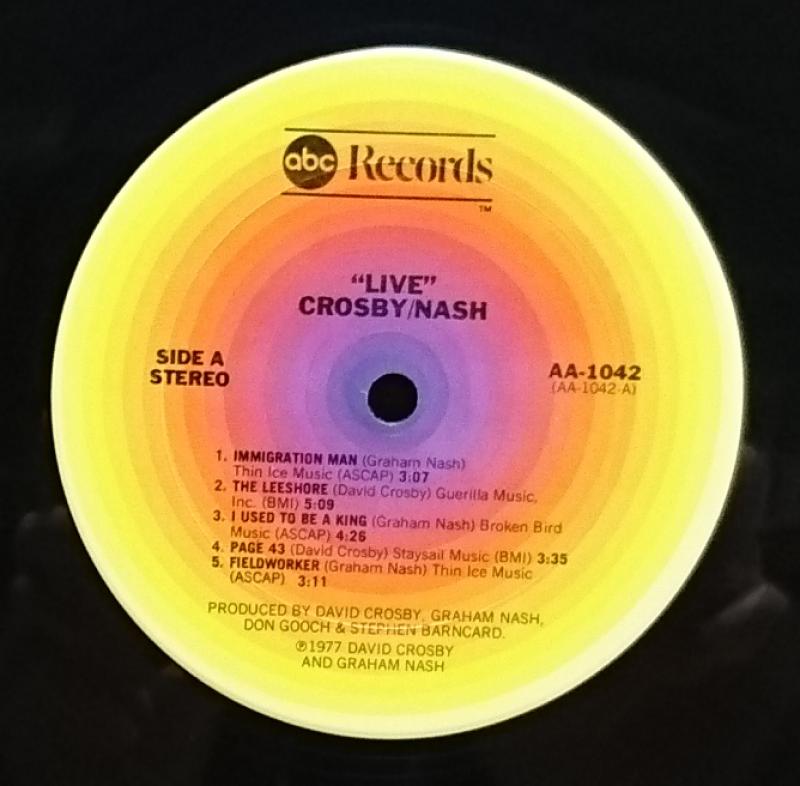 abc Records
TM
“LIVE”
CROSBY/NASH
SIDE A
STEREO
AA-1042
(AA-1042-A)
1. IMMIGRATION MAN (Graham Nash)
Thin Ice Music (ASCAP) 3:07
2. THE LEESHORE (David Crosby) Guerilla Music,
Inc. (BMI) 5:09
3. I USED TO BE A KING (Graham Nash) Broken Bird
Music (ASCAP) 4:26
4. PAGE 43 (David Crosby) Staysail Music (BMI) 3:35
5. FIELDWORKER (Graham Nash) Thin Ice Music
(ASCAP) 3:11
PRODUCED BY DAVID CROSBY, GRAHAM NASH,
DON GOOCH & STEPHEN BARNCARD.
℗1977 DAVID CROSBY
AND GRAHAM NASH